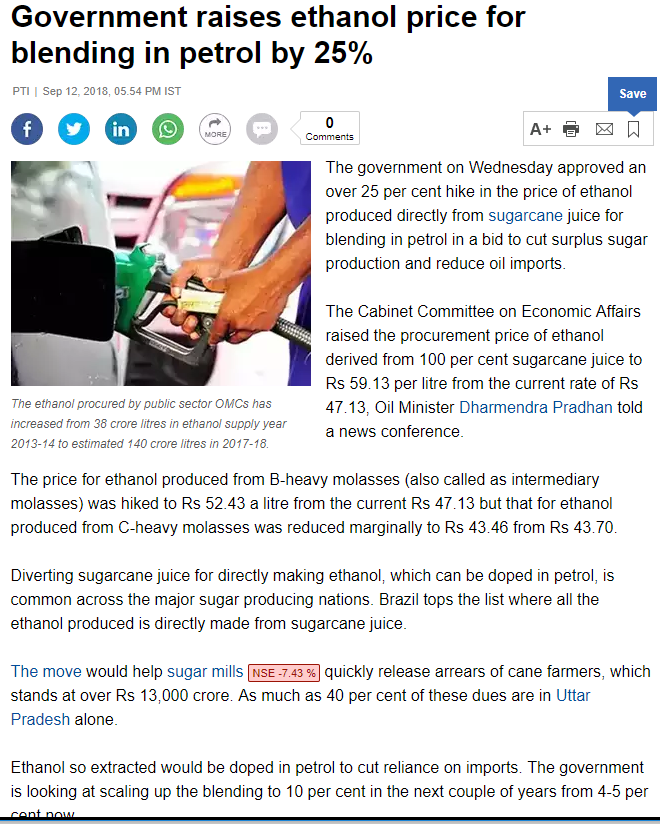 Government raises ethanol price for
blending in petrol by 25%
PTI | Sep 12, 2018, 05.54 PM IST
Save
MORE
0
Comments
A+
The government on Wednesday approved an
over 25 per cent hike in the price of ethanol
produced directly from sugarcane juice for
blending in petrol in a bid to cut surplus sugar
production and reduce oil imports.
The Cabinet Committee on Economic Affairs
raised the procurement price of ethanol
derived from 100 per cent sugarcane juice to
Rs 59.13 per litre from the current rate of Rs
47.13, Oil Minister Dharmendra Pradhan told
a news conference.
The ethanol procured by public sector OMCs has
increased from 38 crore litres in ethanol supply year
2013-14 to estimated 140 crore litres in 2017-18.
The price for ethanol produced from B-heavy molasses (also called as intermediary
molasses) was hiked to Rs 52.43 a litre from the current Rs 47.13 but that for ethanol
produced from C-heavy molasses was reduced marginally to Rs 43.46 from Rs 43.70.
Diverting sugarcane juice for directly making ethanol, which can be doped in petrol, is
common across the major sugar producing nations. Brazil tops the list where all the
ethanol produced is directly made from sugarcane juice.
The move would help sugar mills NSE -7.43 % quickly release arrears of cane farmers, which
stands at over Rs 13,000 crore. As much as 40 per cent of these dues are in Uttar
Pradesh alone.
Ethanol so extracted would be doped in petrol to cut reliance on imports. The government
is looking at scaling up the blending to 10 per cent in the next couple of years from 4-5 per
cent now